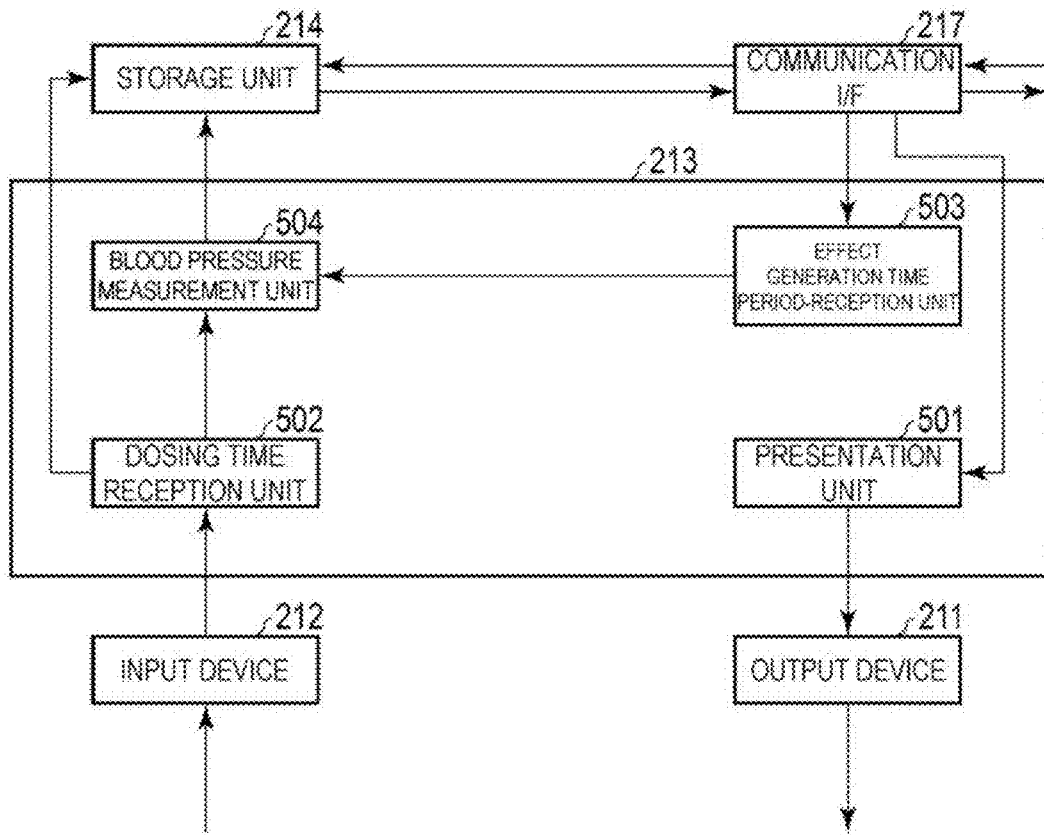 214
STORAGE UNIT
217
COMMUNICATION
I/F
213
504
BLOOD PRESSURE
MEASUREMENT UNIT
503
EFFECT
GENERATION TIME
PERIOD-RECEPTION UNIT
502
DOSING TIME
RECEPTION UNIT
501
PRESENTATION
UNIT
212
INPUT DEVICE
211
OUTPUT DEVICE